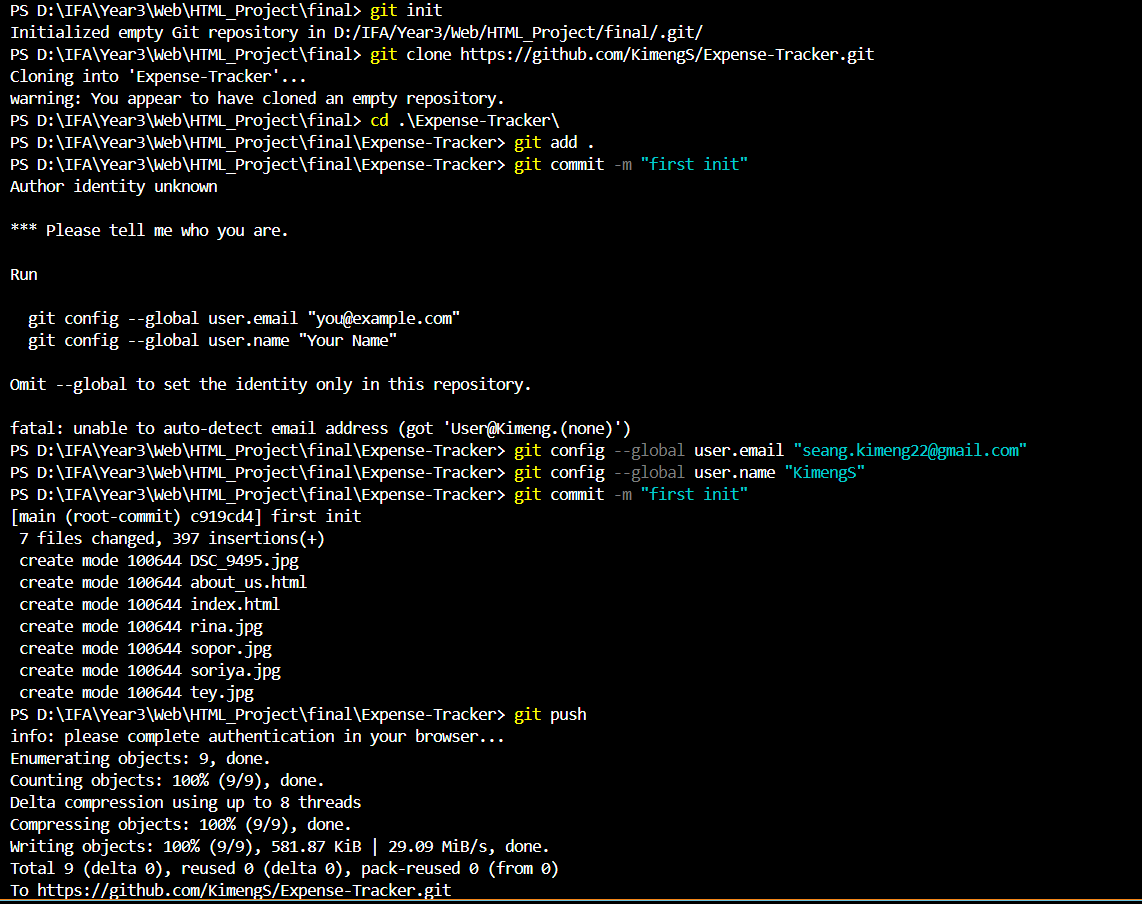 PS D:\IFA\Year3\Web\HTML_Project\final> git init
Initialized empty Git repository in D:/IFA/Year3/Web/HTML_Project/final/.git/
PS D:\IFA\Year3\Web\HTML_Project\final> git clone https://github.com/KimengS/Expense-Tracker.git
Cloning into 'Expense-Tracker'...
warning: You appear to have cloned an empty repository.
PS D:\IFA\Year3\Web\HTML_Project\final> cd .\Expense-Tracker\
PS D:\IFA\Year3\Web\HTML_Project\final\Expense-Tracker> git add .
PS D:\IFA\Year3\Web\HTML_Project\final\Expense-Tracker> git commit -m "first init"
Author identity unknown

*** Please tell me who you are.

Run

  git config --global user.email "you@example.com"
  git config --global user.name "Your Name"

Omit --global to set the identity only in this repository.

fatal: unable to auto-detect email address (got 'User@Kimeng.(none)')
PS D:\IFA\Year3\Web\HTML_Project\final\Expense-Tracker> git config --global user.email "seang.kimeng22@gmail.com"
PS D:\IFA\Year3\Web\HTML_Project\final\Expense-Tracker> git config --global user.name "KimengS"
PS D:\IFA\Year3\Web\HTML_Project\final\Expense-Tracker> git commit -m "first init"
[main (root-commit) c919cd4] first init
 7 files changed, 397 insertions(+)
 create mode 100644 DSC_9495.jpg
 create mode 100644 about_us.html
 create mode 100644 index.html
 create mode 100644 rina.jpg
 create mode 100644 sopor.jpg
 create mode 100644 soriya.jpg
 create mode 100644 tey.jpg
PS D:\IFA\Year3\Web\HTML_Project\final\Expense-Tracker> git push
info: please complete authentication in your browser...
Enumerating objects: 9, done.
Counting objects: 100% (9/9), done.
Delta compression using up to 8 threads
Compressing objects: 100% (9/9), done.
Writing objects: 100% (9/9), 581.87 KiB | 29.09 MiB/s, done.
Total 9 (delta 0), reused 0 (delta 0), pack-reused 0 (from 0)
To https://github.com/KimengS/Expense-Tracker.git